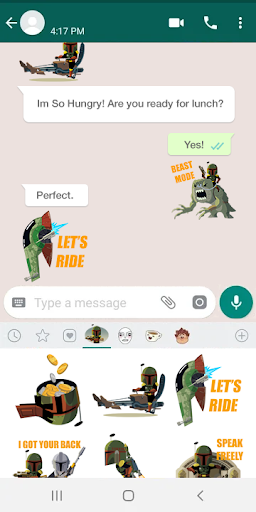 4:17 PM
Im So Hungry! Are you ready for lunch?
Yes!
BEAST
MODE
Perfect.
LET'S
RIDE
Type a message
LET'S
RIDE
I GOT YOUR BACK
SPEAK
FREELY